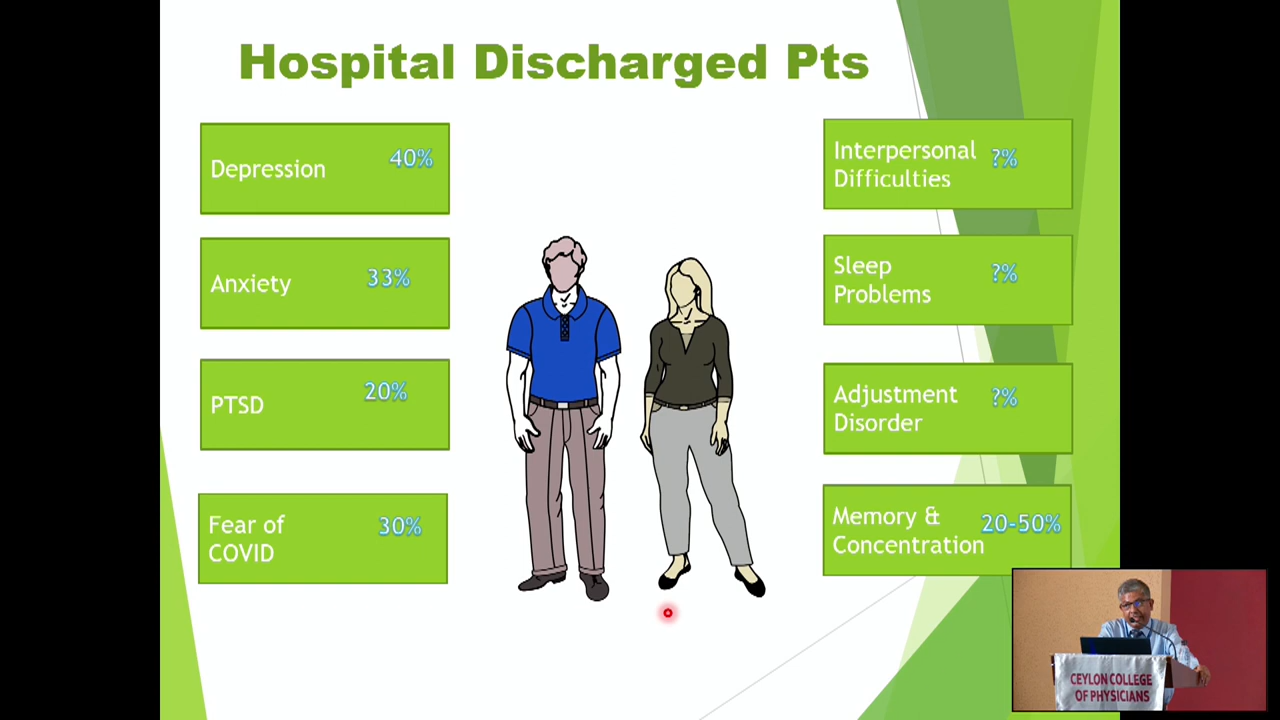 Hospital Discharged Pts
Depression 40%
Anxiety 33%
PTSD 20%
Fear of 30%
COVID
Interpersonal ?%
Difficulties
Sleep ?%
Problems
Adjustment ?%
Disorder
Memory & 20-50%
Concentration
CEYLON COLLEGE
OF PHYSICIANS